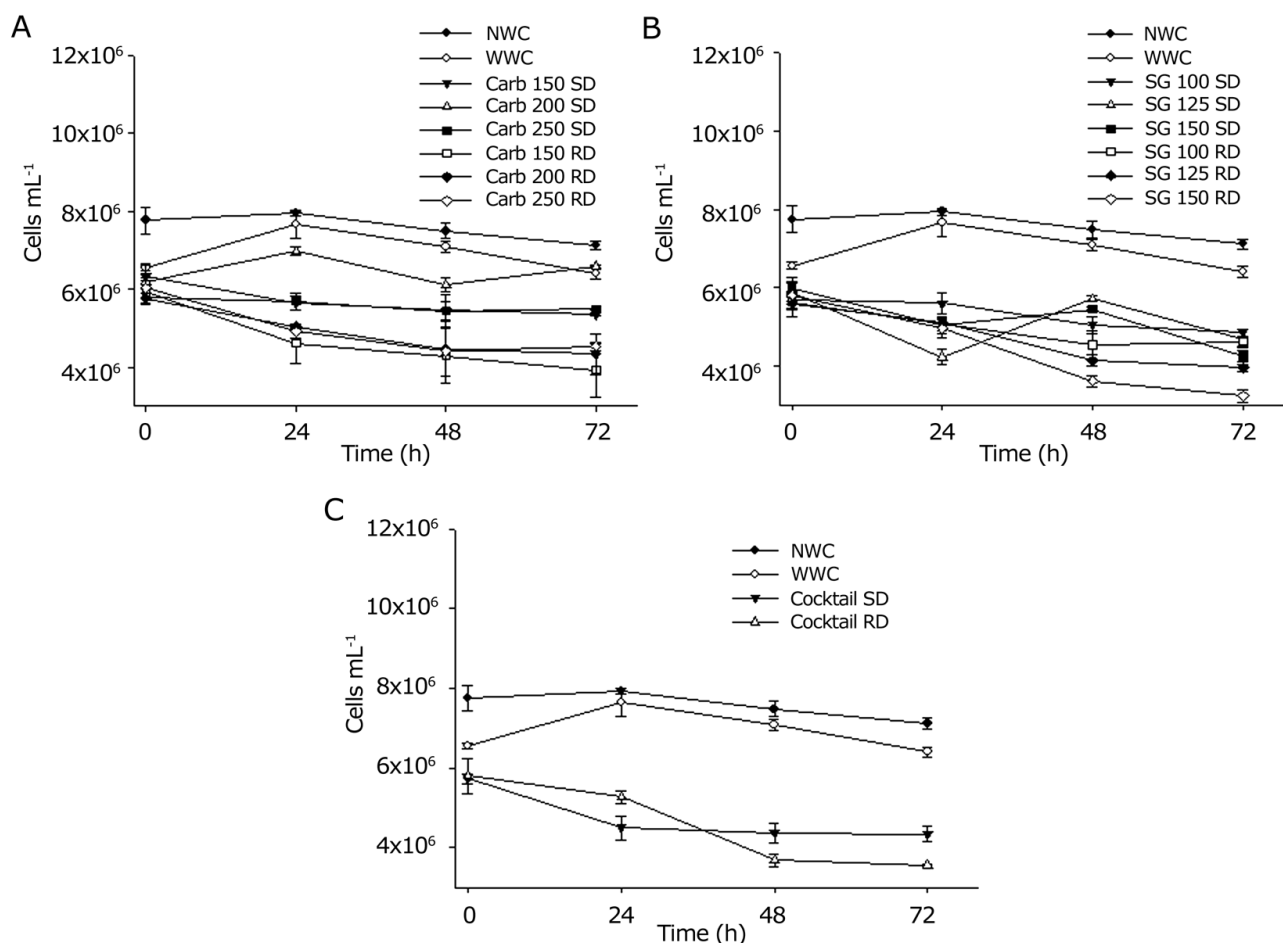 A
NWC
WWC
Carb 150 SD
Carb 200 SD
Carb 250 SD
Carb 150 RD
Carb 200 RD
Carb 250 RD
12x10⁶
10x10⁶
8x10⁶
6x10⁶
4x10⁶
Cells mL⁻¹
0 24 48 72
Time (h)
B
NWC
WWC
SG 100 SD
SG 125 SD
SG 150 SD
SG 100 RD
SG 125 RD
SG 150 RD
12x10⁶
10x10⁶
8x10⁶
6x10⁶
4x10⁶
Cells mL⁻¹
0 24 48 72
Time (h)
C
NWC
WWC
Cocktail SD
Cocktail RD
12x10⁶
10x10⁶
8x10⁶
6x10⁶
4x10⁶
Cells mL⁻¹
0 24 48 72
Time (h)